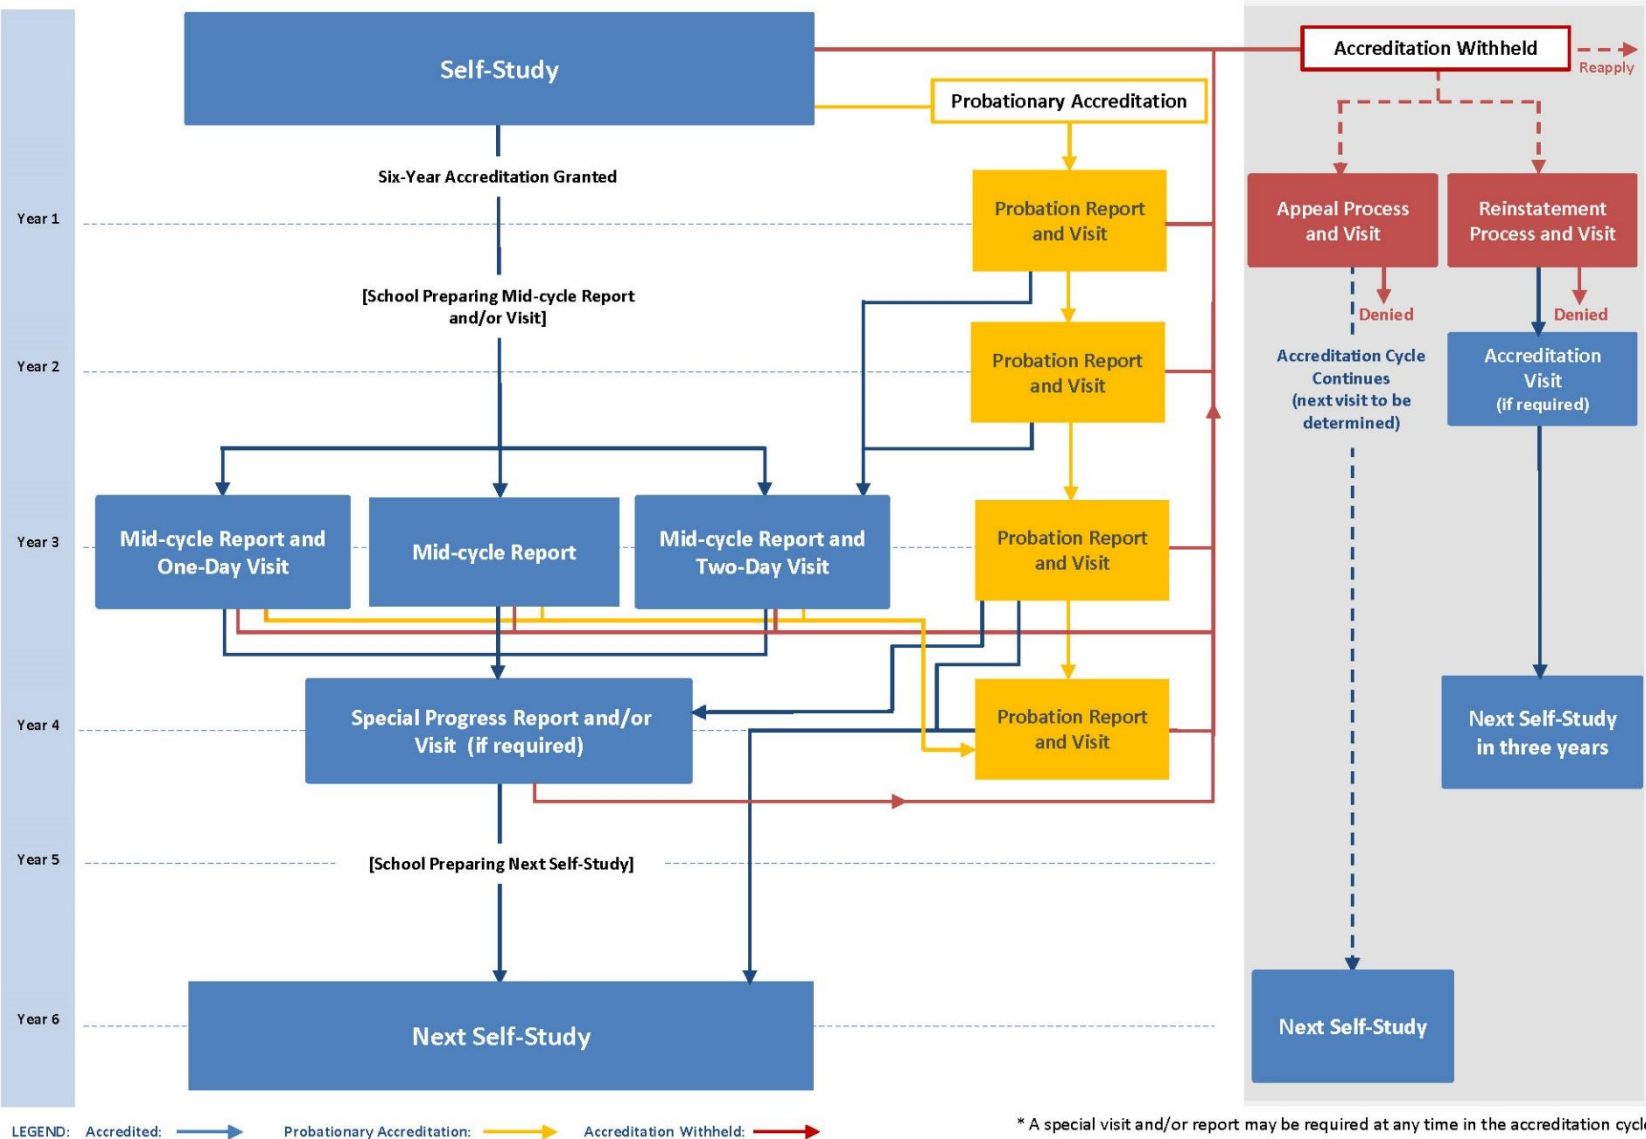 Self-Study
Accreditation Withheld
Reapply
Probationary Accreditation
Six-Year Accreditation Granted
Year 1
Probation Report
and Visit
Appeal Process
and Visit
Reinstatement
Process and Visit
[School Preparing Mid-cycle Report
and/or Visit]
Denied
Denied
Year 2
Probation Report
and Visit
Accreditation Cycle
Continues
(next visit to be
determined)
Accreditation
Visit
(if required)
Year 3
Mid-cycle Report and
One-Day Visit
Mid-cycle Report
Mid-cycle Report and
Two-Day Visit
Probation Report
and Visit
Year 4
Special Progress Report and/or
Visit (if required)
Probation Report
and Visit
Next Self-Study
in three years
Year 5
[School Preparing Next Self-Study]
Year 6
Next Self-Study
Next Self-Study
LEGEND: Accredited: Probationary Accreditation: Accreditation Withheld:
* A special visit and/or report may be required at any time in the accreditation cycle